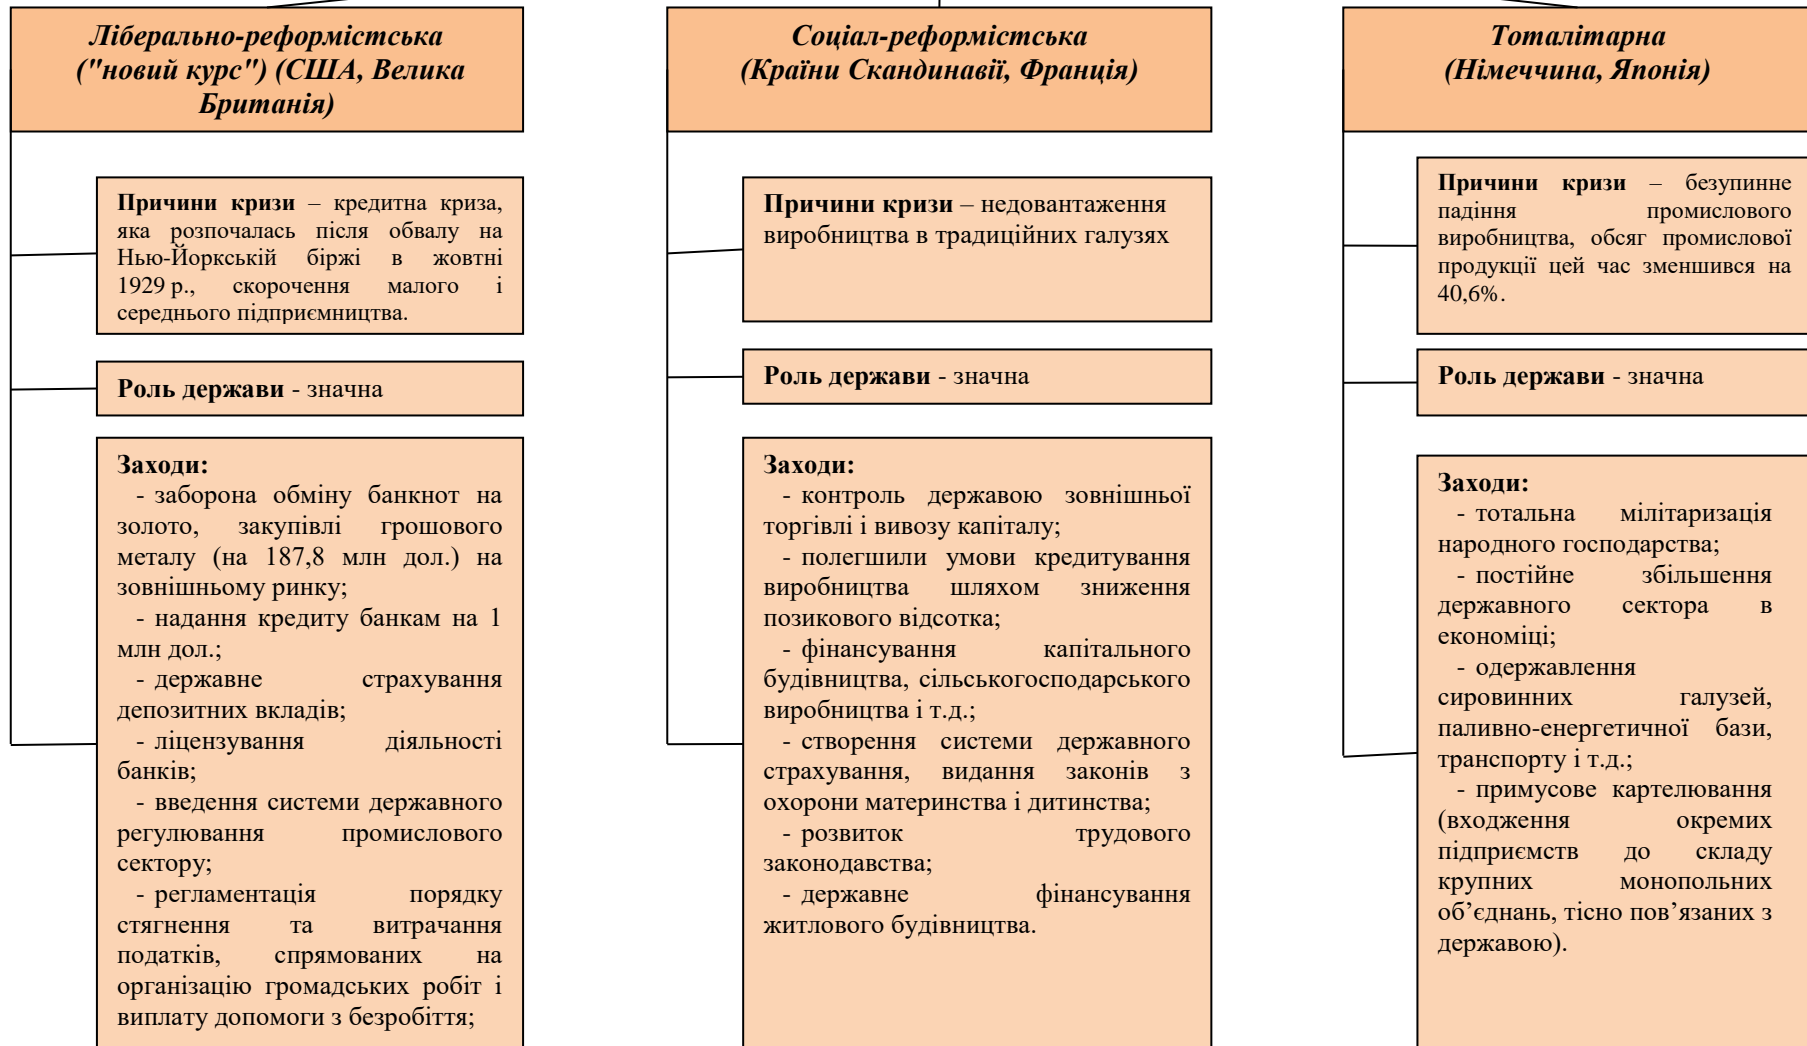 Ліберально-реформістська
("новий курс") (США, Велика
Британія)
Причини кризи – кредитна криза,
яка розпочалась після обвалу на
Нью-Йоркській біржі в жовтні
1929 р., скорочення малого і
середнього підприємництва.
Роль держави - значна
Заходи:
- заборона обміну банкнот на
золото, закупівлі грошового
металу (на 187,8 млн дол.) на
зовнішньому ринку;
- надання кредиту банкам на 1
млн дол.;
- державне страхування
депозитних вкладів;
- ліцензування діяльності
банків;
- введення системи державного
регулювання промислового
сектору;
- регламентація порядку
стягнення та витрачання
податків, спрямованих на
організацію громадських робіт і
виплату допомоги з безробіття;
Соціал-реформістська
(Країни Скандинавії, Франція)
Причини кризи – недовантаження
виробництва в традиційних галузях
Роль держави - значна
Заходи:
- контроль державою зовнішньої
торгівлі і вивозу капіталу;
- полегшили умови кредитування
виробництва шляхом зниження
позикового відсотка;
- фінансування капітального
будівництва, сільськогосподарського
виробництва і т.д.;
- створення системи державного
страхування, видання законів з
охорони материнства і дитинства;
- розвиток трудового
законодавства;
- державне фінансування
житлового будівництва.
Тоталітарна
(Німеччина, Японія)
Причини кризи – безупинне
падіння промислового
виробництва, обсяг промислової
продукції цей час зменшився на
40,6%.
Роль держави - значна
Заходи:
- тотальна мілітаризація
народного господарства;
- постійне збільшення
державного сектора в
економіці;
- одержавлення
сировинних галузей,
паливно-енергетичної бази,
транспорту і т.д.;
- примусове картелювання
(входження окремих
підприємств до складу
крупних монопольних
об’єднань, тісно пов’язаних з
державою).